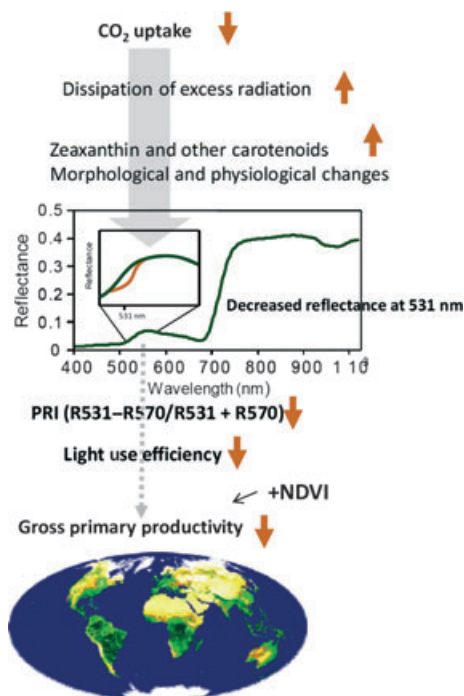 CO₂ uptake
Dissipation of excess radiation
Zeaxanthin and other carotenoids
Morphological and physiological changes
0.5
0.4
0.3
0.2
0.1
0
Reflectance
Reflectance
531 nm
Decreased reflectance at 531 nm
400 500 600 700 800 900 1 10³
Wavelength (nm)
PRI (R531–R570/R531 + R570)
Light use efficiency
+NDVI
Gross primary productivity